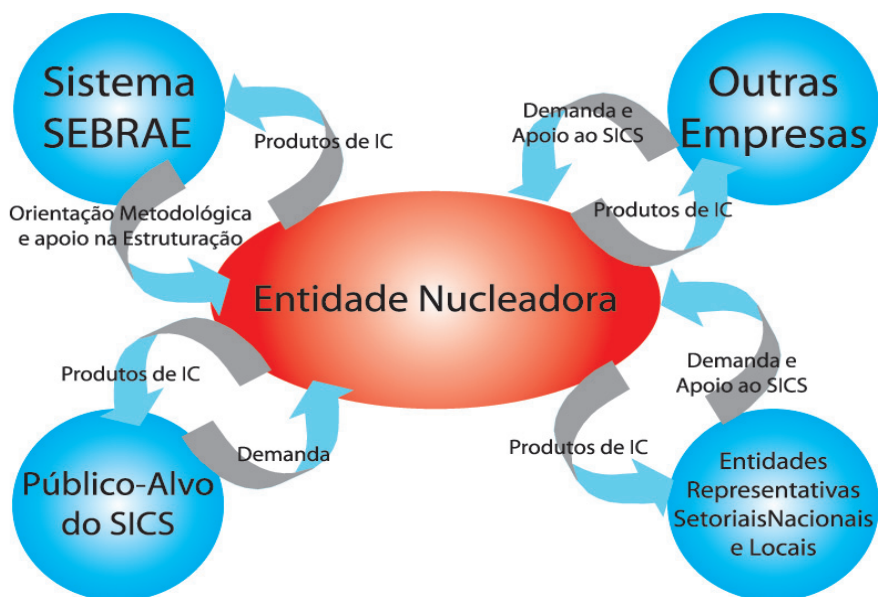 Sistema
SEBRAE
Produtos de IC
Orientação Metodológica
e apoio na Estruturação
Demanda e
Apoio ao SICS
Outras
Empresas
Produtos de IC
Entidade Nucleadora
Produtos de IC
Público-Alvo
do SICS
Demanda
Demanda e
Apoio ao SICS
Produtos de IC
Entidades
Representativas
SetoriaisNacionais
e Locais